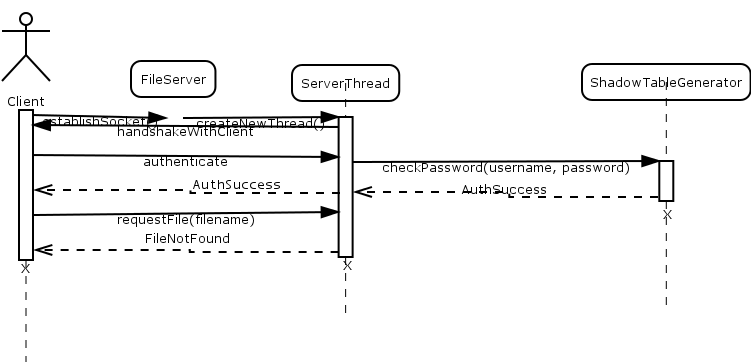 FileServer
ServerThread
ShadowTableGenerator
Client
establishSocket()
createNewThread()
handshakeWithClient
authenticate
checkPassword(username, password)
AuthSuccess
AuthSuccess
requestFile(filename)
X
FileNotFound
X
X